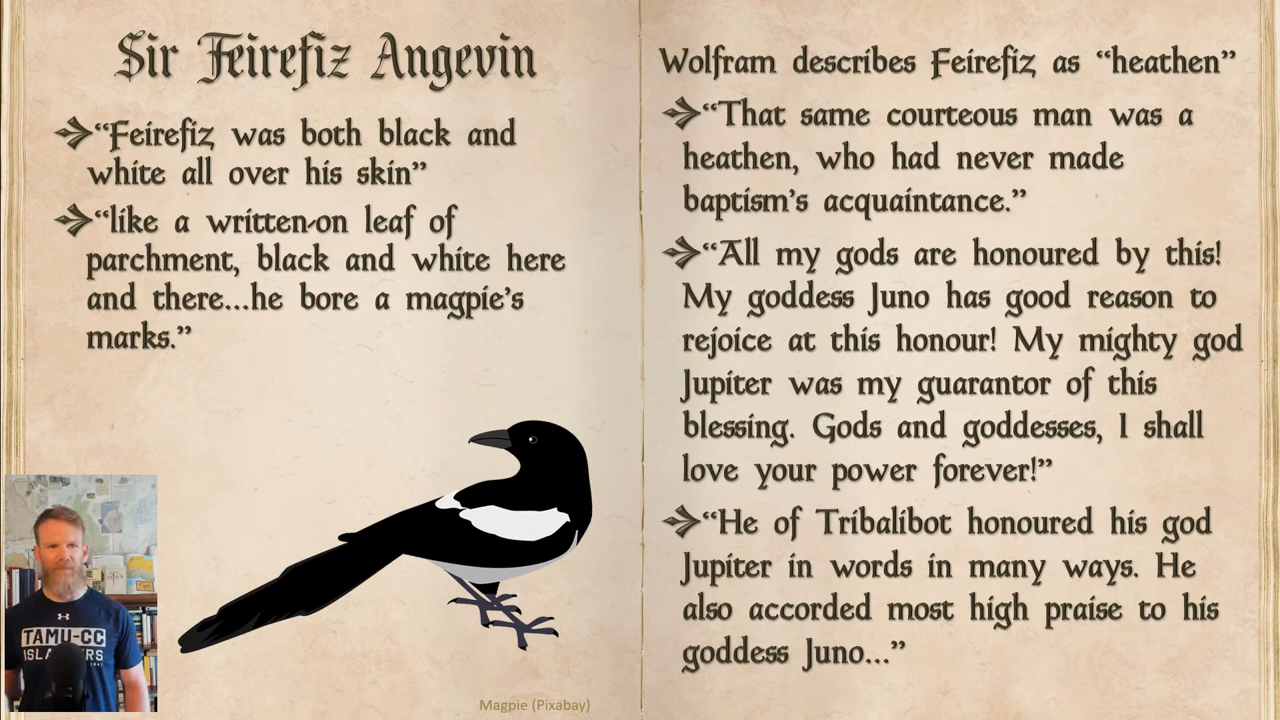 Sir Feirefiz Angevin
“Feirefiz was both black and
white all over his skin”
“like a written-on leaf of
parchment, black and white here
and there...he bore a magpie’s
marks.”
Magpie (Pixabay)
Wolfram describes Feirefiz as “heathen”
“That same courteous man was a
heathen, who had never made
baptism’s acquaintance.”
“All my gods are honoured by this!
My goddess Juno has good reason to
rejoice at this honour! My mighty god
Jupiter was my guarantor of this
blessing. Gods and goddesses, I shall
love your power forever!”
“He of Tribalibot honoured his god
Jupiter in words in many ways. He
also accorded most high praise to his
goddess Juno...”
TAMU-CC